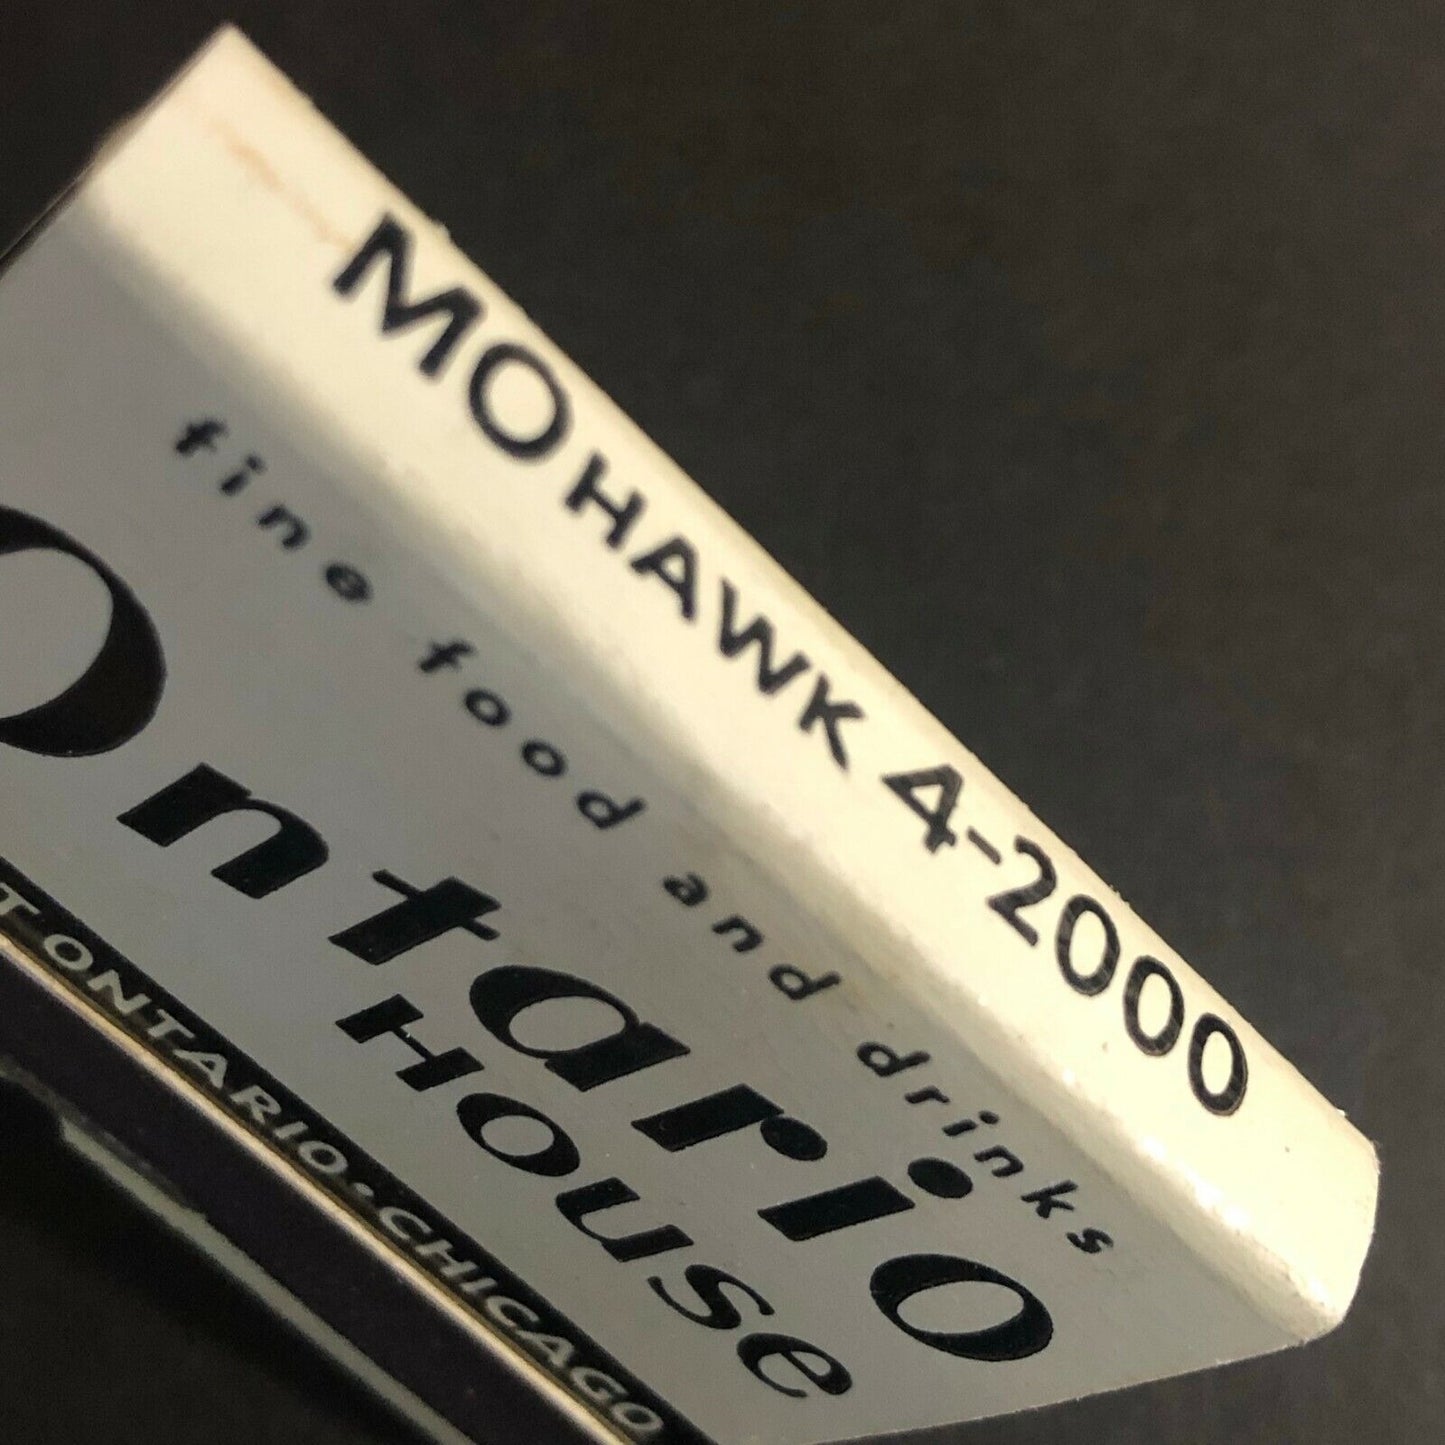 MOHAWK 4-2000
fine food and drinks
Ontario
House
T ONTARIO • CHICAGO